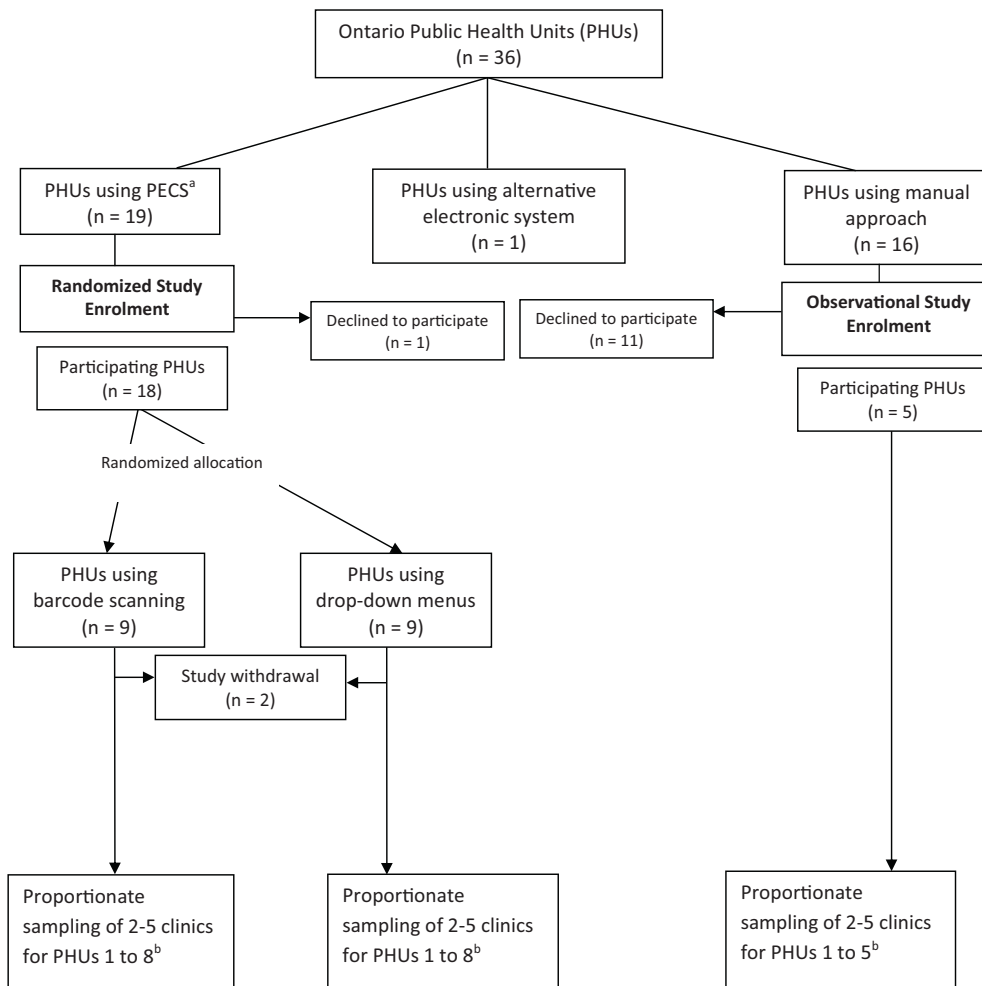 Ontario Public Health Units (PHUs)
(n = 36)
PHUs using PECSᵃ
(n = 19)
PHUs using alternative
electronic system
(n = 1)
PHUs using manual
approach
(n = 16)
Randomized Study
Enrolment
Declined to participate
(n = 1)
Declined to participate
(n = 11)
Observational Study
Enrolment
Participating PHUs
(n = 18)
Participating PHUs
(n = 5)
Randomized allocation
PHUs using
barcode scanning
(n = 9)
PHUs using
drop-down menus
(n = 9)
Study withdrawal
(n = 2)
Proportionate
sampling of 2-5 clinics
for PHUs 1 to 8ᵇ
Proportionate
sampling of 2-5 clinics
for PHUs 1 to 8ᵇ
Proportionate
sampling of 2-5 clinics
for PHUs 1 to 5ᵇ